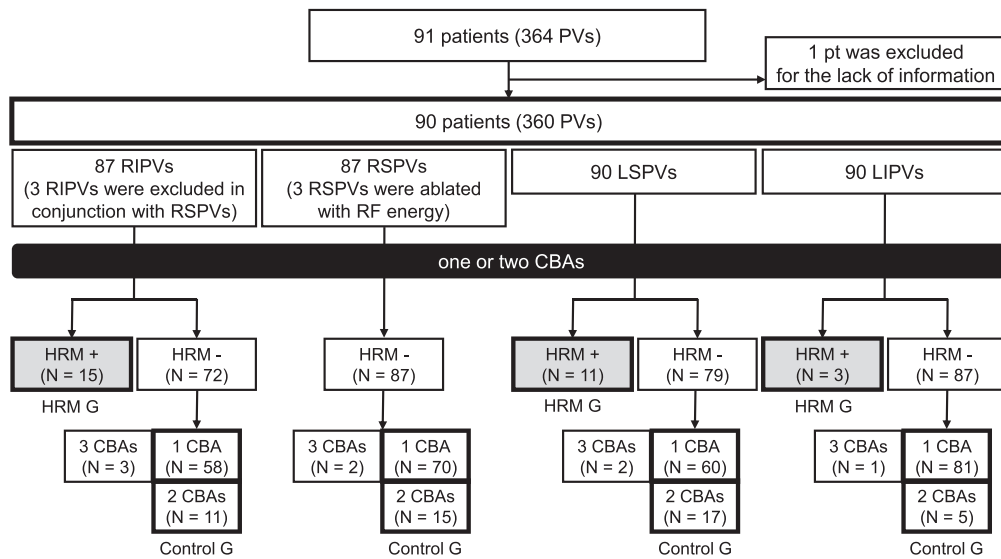 91 patients (364 PVs)
1 pt was excluded
for the lack of information
90 patients (360 PVs)
87 RIPVs
(3 RIPVs were excluded in
conjunction with RSPVs)
87 RSPVs
(3 RSPVs were ablated
with RF energy)
90 LSPVs
90 LIPVs
one or two CBAs
HRM +
(N = 15)
HRM G
HRM -
(N = 72)
HRM -
(N = 87)
HRM +
(N = 11)
HRM G
HRM -
(N = 79)
HRM +
(N = 3)
HRM G
HRM -
(N = 87)
3 CBAs
(N = 3)
1 CBA
(N = 58)
2 CBAs
(N = 11)
Control G
3 CBAs
(N = 2)
1 CBA
(N = 70)
2 CBAs
(N = 15)
Control G
3 CBAs
(N = 2)
1 CBA
(N = 60)
2 CBAs
(N = 17)
Control G
3 CBAs
(N = 1)
1 CBA
(N = 81)
2 CBAs
(N = 5)
Control G